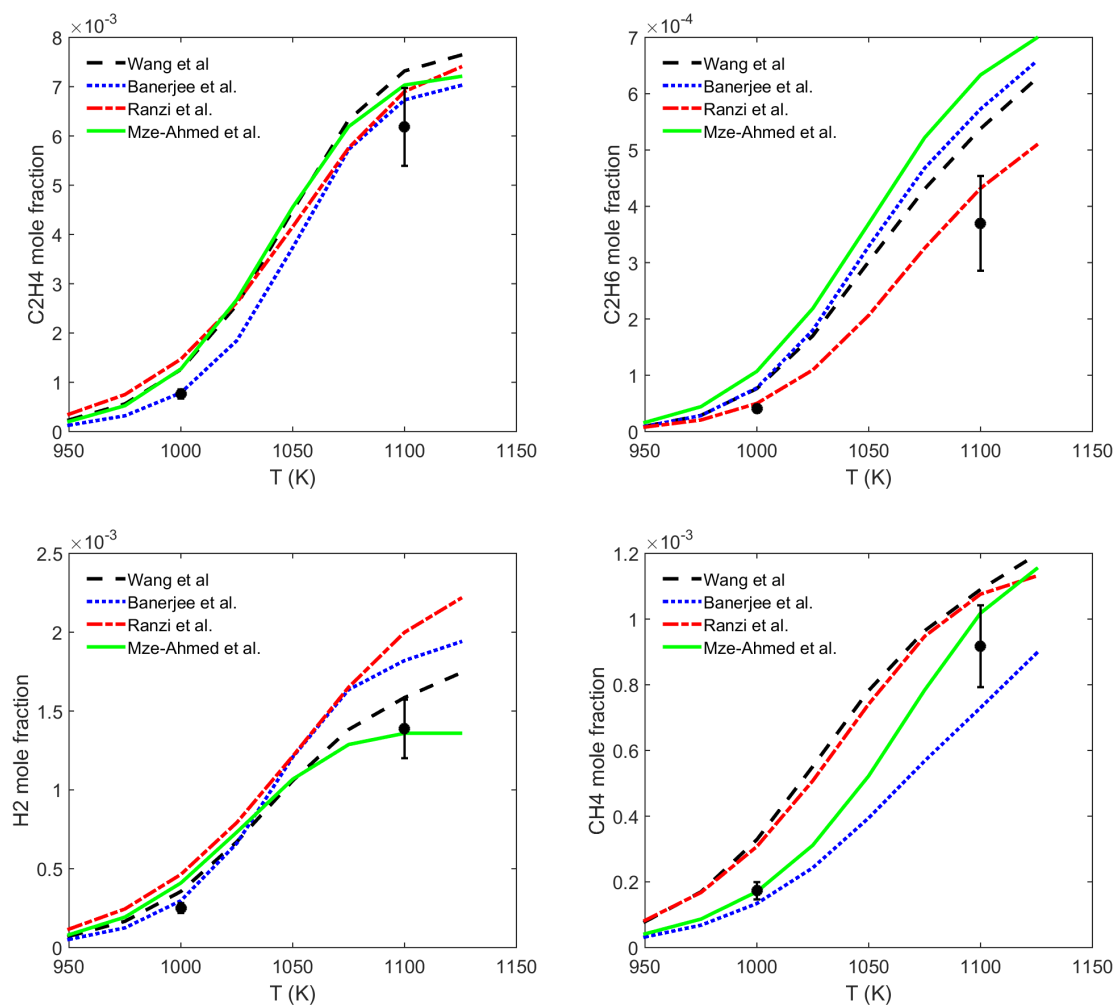 ×10⁻³
8
7
6
5
4
3
2
1
0
C2H4 mole fraction
Wang et al
Banerjee et al.
Ranzi et al.
Mze-Ahmed et al.
950 1000 1050 1100 1150
T (K)
×10⁻⁴
7
6
5
4
3
2
1
0
C2H6 mole fraction
Wang et al
Banerjee et al.
Ranzi et al.
Mze-Ahmed et al.
950 1000 1050 1100 1150
T (K)
×10⁻³
2.5
2
1.5
1
0.5
0
H2 mole fraction
Wang et al
Banerjee et al.
Ranzi et al.
Mze-Ahmed et al.
950 1000 1050 1100 1150
T (K)
×10⁻³
1.2
1
0.8
0.6
0.4
0.2
0
CH4 mole fraction
Wang et al
Banerjee et al.
Ranzi et al.
Mze-Ahmed et al.
950 1000 1050 1100 1150
T (K)